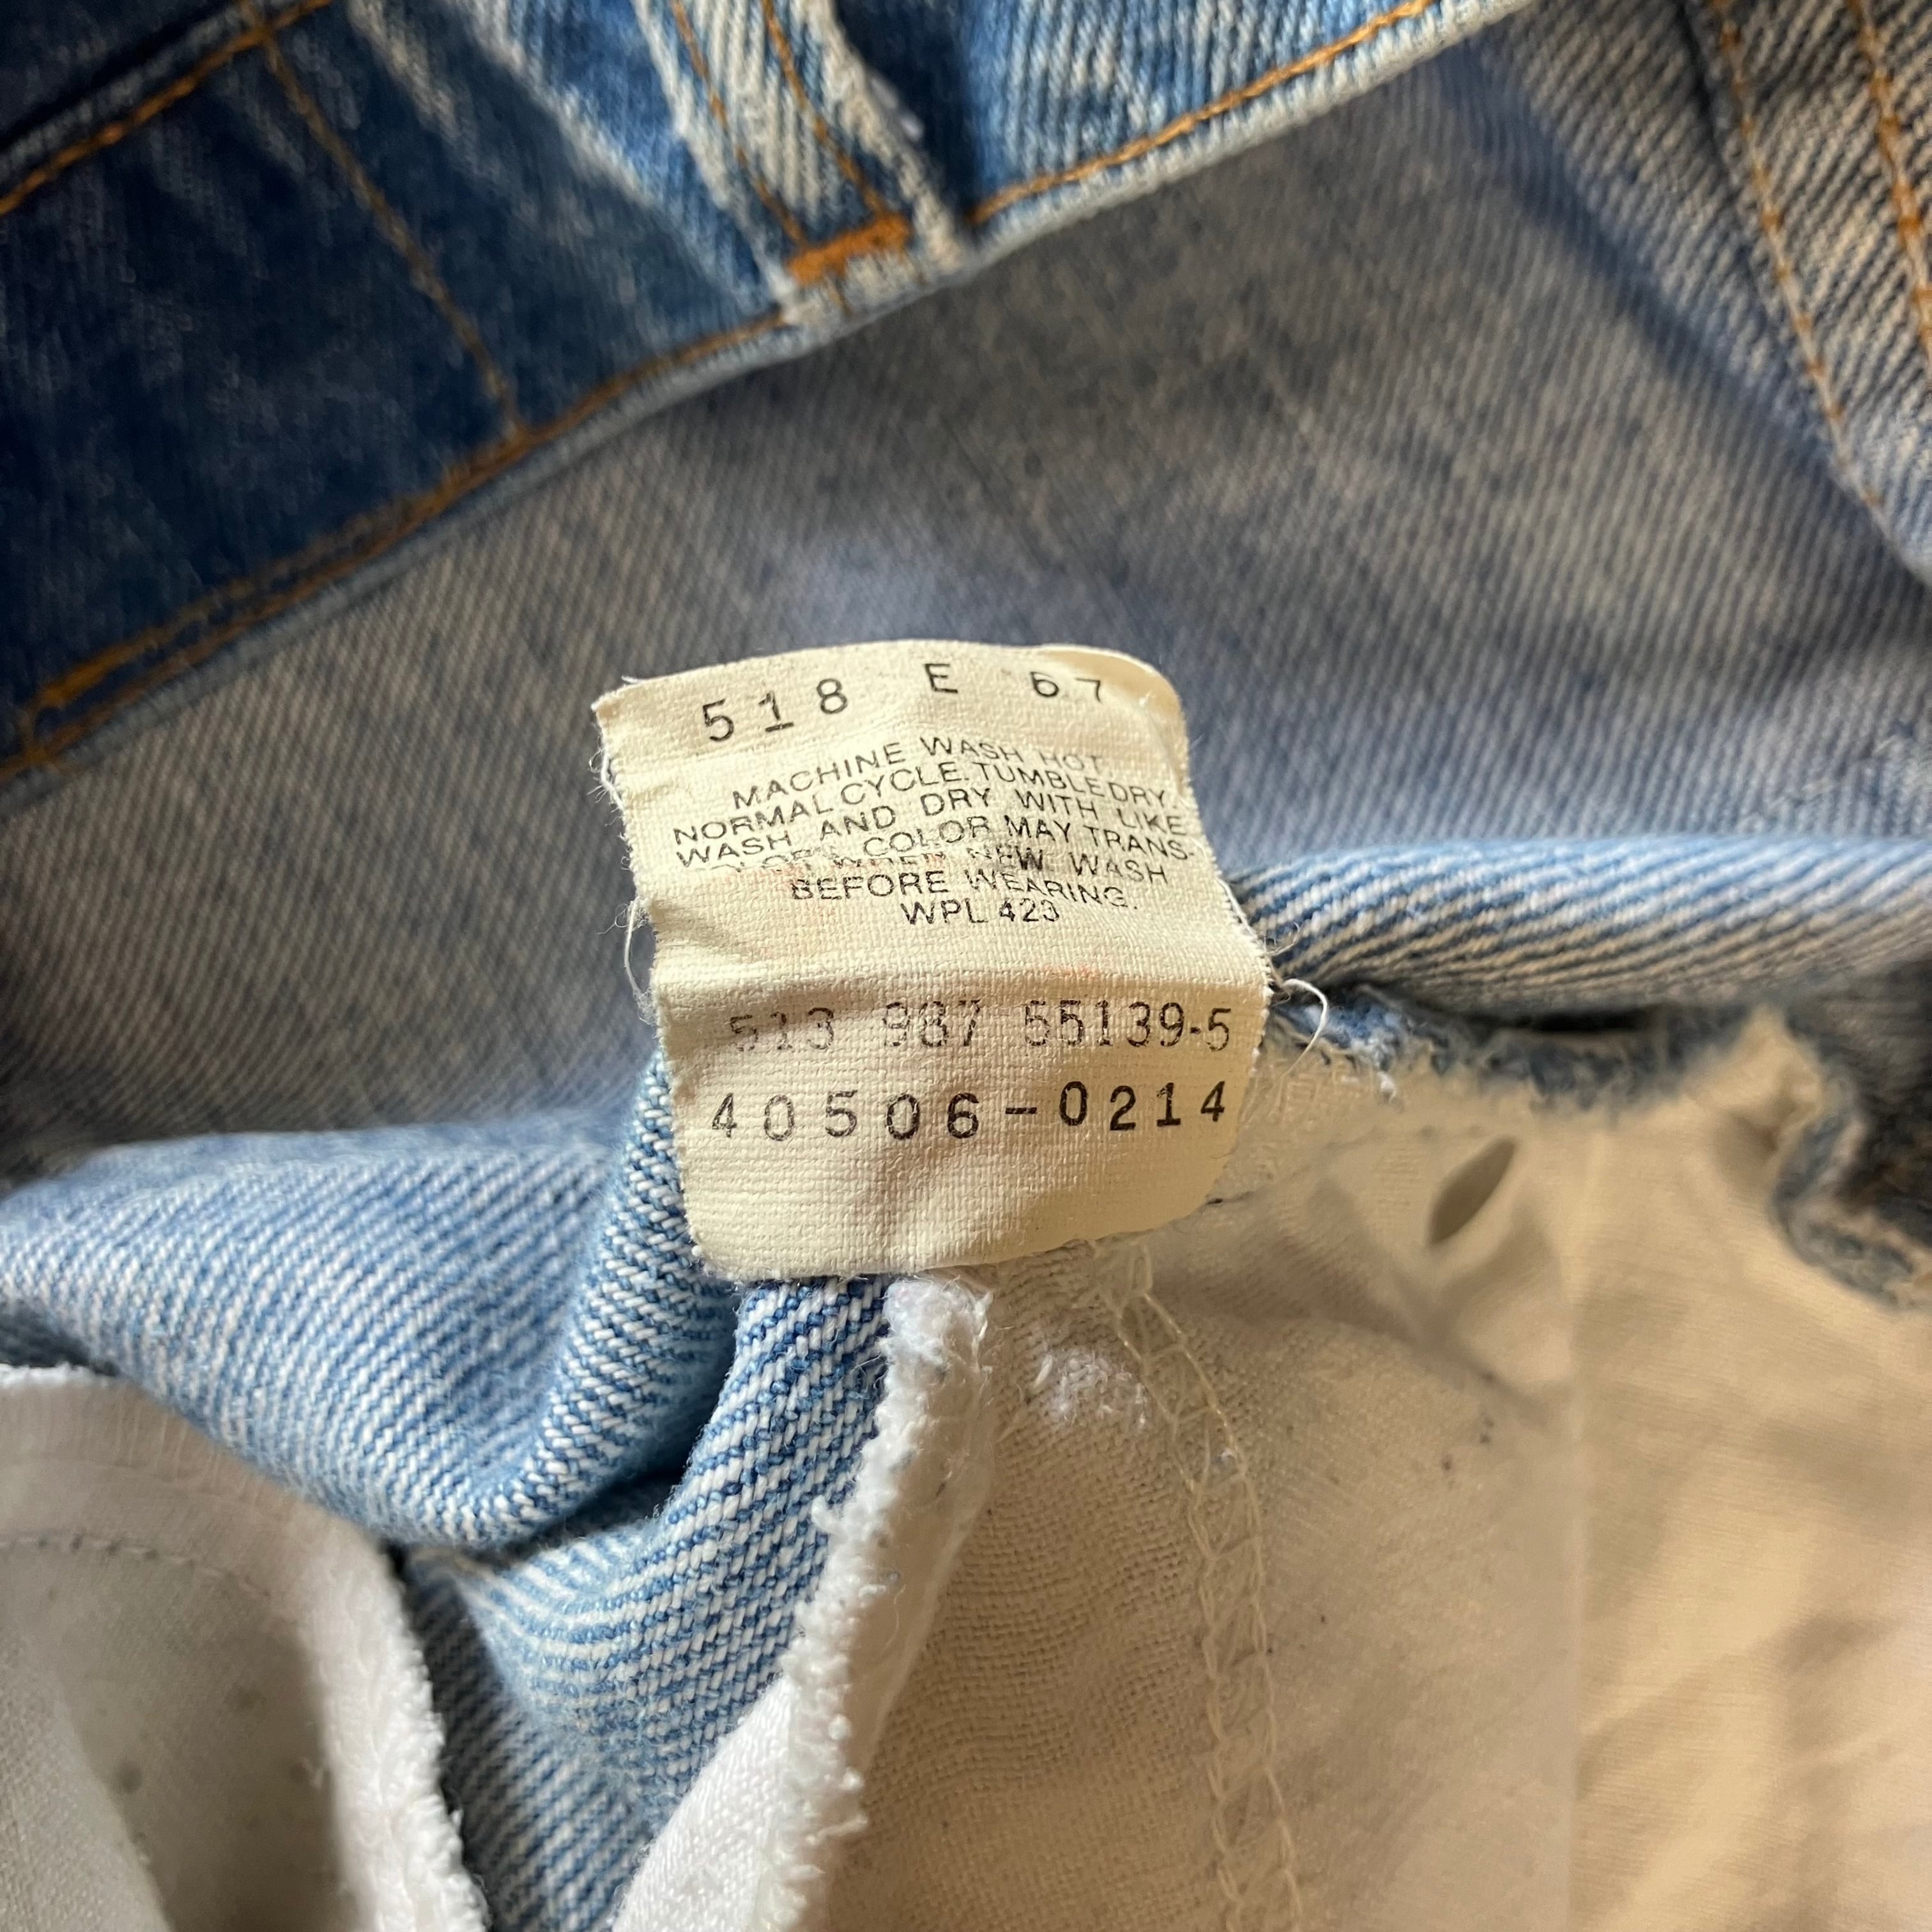 518 E 67
MACHINE WASH HOT
NORMAL CYCLE. TUMBLE DRY.
WASH AND DRY WITH LIKE
COLOR MAY TRANS-
WHEN NEW. WASH
BEFORE WEARING.
WPL 423
513 987 55139-5
40506-0214